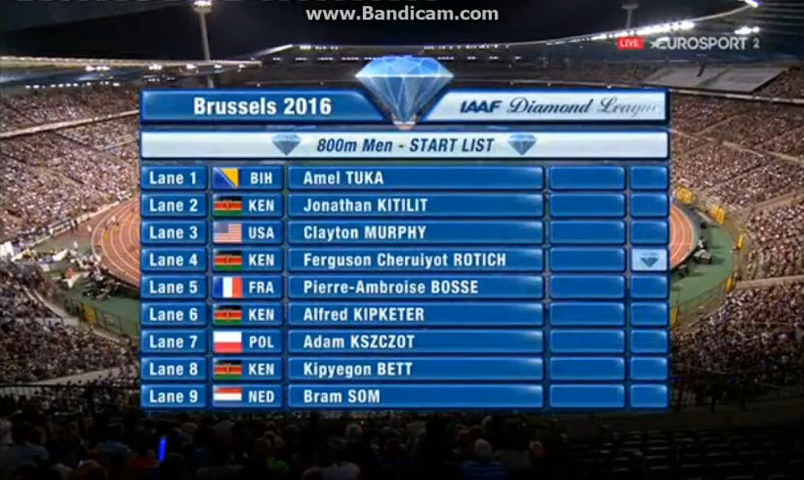 www.Bandicam.com
LIVE EUROSPORT 2
Brussels 2016 IAAF Diamond League
800m Men - START LIST
Lane 1 BIH Amel TUKA
Lane 2 KEN Jonathan KITILIT
Lane 3 USA Clayton MURPHY
Lane 4 KEN Ferguson Cheruiyot ROTICH
Lane 5 FRA Pierre-Ambroise BOSSE
Lane 6 KEN Alfred KIPKETER
Lane 7 POL Adam KSZCZOT
Lane 8 KEN Kipyegon BETT
Lane 9 NED Bram SOM